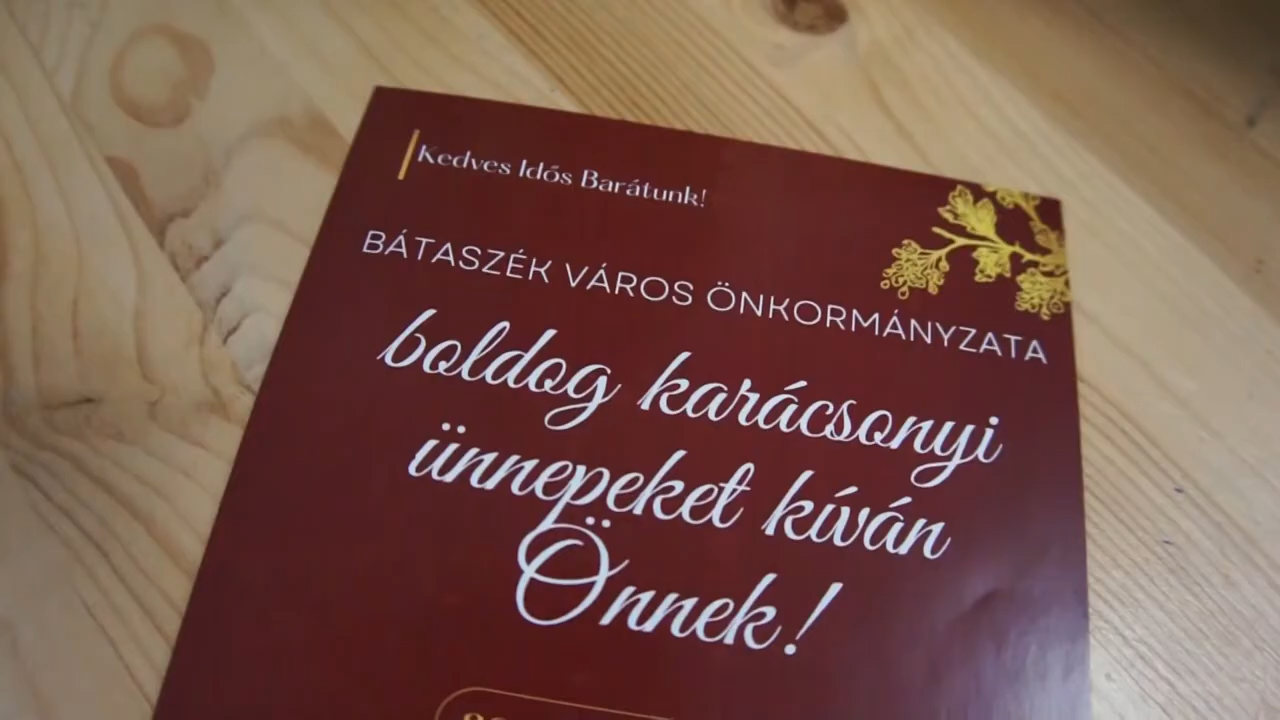 Kedves Idős Barátunk!
BÁTASZÉK VÁROS ÖNKORMÁNYZATA
boldog karácsonyi
ünnepeket kíván
Önnek!